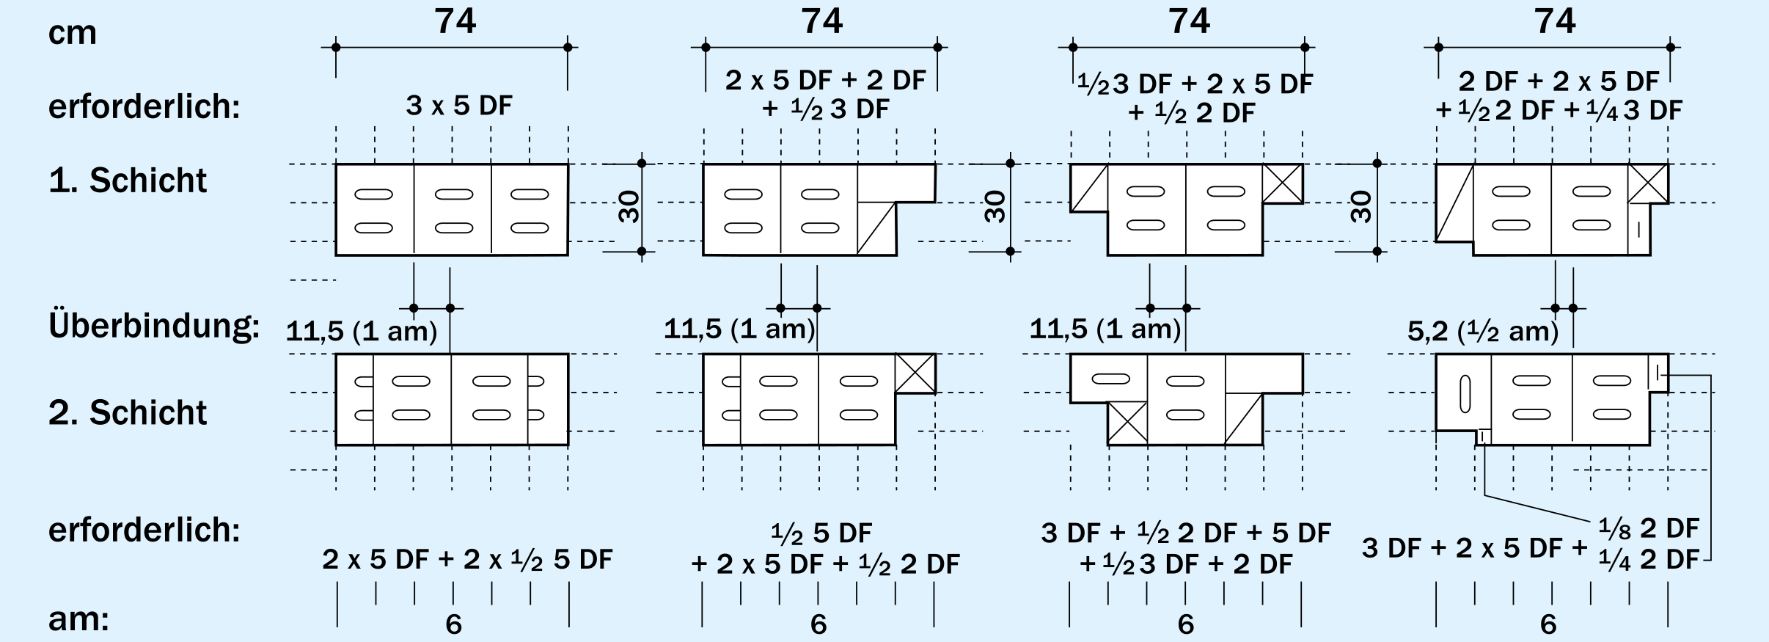 cm 74 74 74 74
2 x 5 DF + 2 DF ½3 DF + 2 x 5 DF 2 DF + 2 x 5 DF
erforderlich: 3 x 5 DF + ½ 3 DF + ½ 2 DF + ½ 2 DF + ¼ 3 DF
1. Schicht 30 30 30
Überbindung: 11,5 (1 am) 11,5 (1 am) 11,5 (1 am) 5,2 (½ am)
2. Schicht
erforderlich: ½ 5 DF 3 DF + ½ 2 DF + 5 DF ⅛ 2 DF
2 x 5 DF + 2 x ½ 5 DF + 2 x 5 DF + ½ 2 DF + ½3 DF + 2 DF 3 DF + 2 x 5 DF + ¼ 2 DF
am: 6 6 6 6